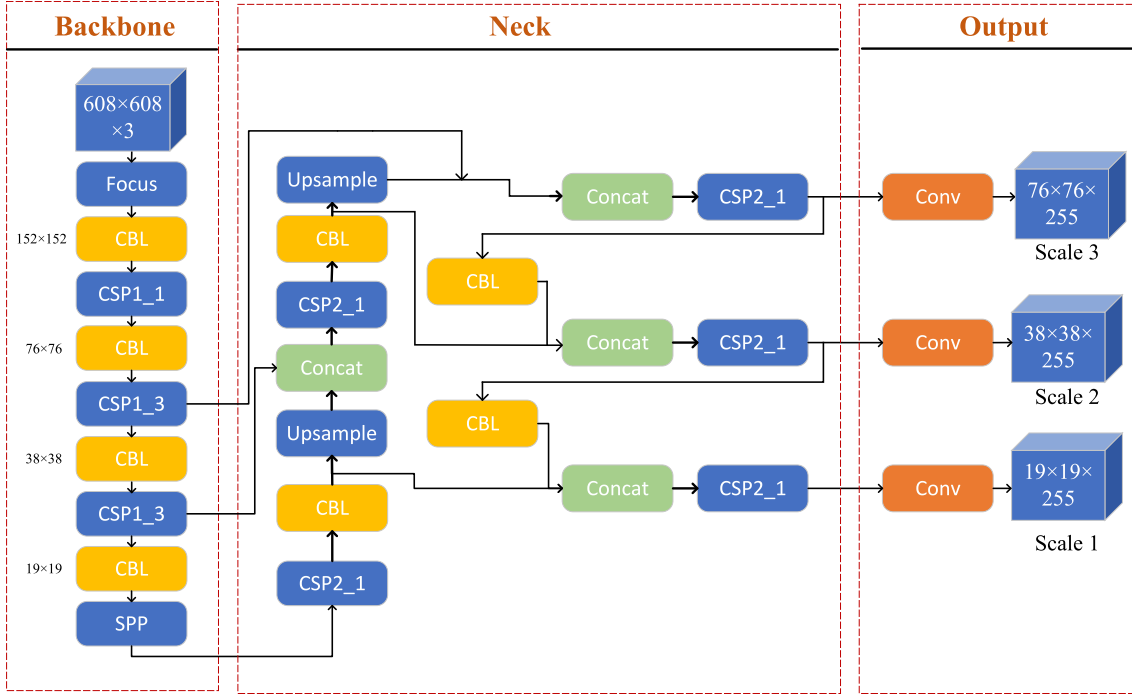 Backbone
608×608
×3
Focus
152×152
CBL
CSP1_1
76×76
CBL
CSP1_3
38×38
CBL
CSP1_3
19×19
CBL
SPP
Neck
Upsample
CBL
CSP2_1
Concat
Upsample
CBL
CSP2_1
Concat
CSP2_1
CBL
Concat
CSP2_1
CBL
Concat
CSP2_1
Output
Conv
76×76×
255
Scale 3
Conv
38×38×
255
Scale 2
Conv
19×19×
255
Scale 1